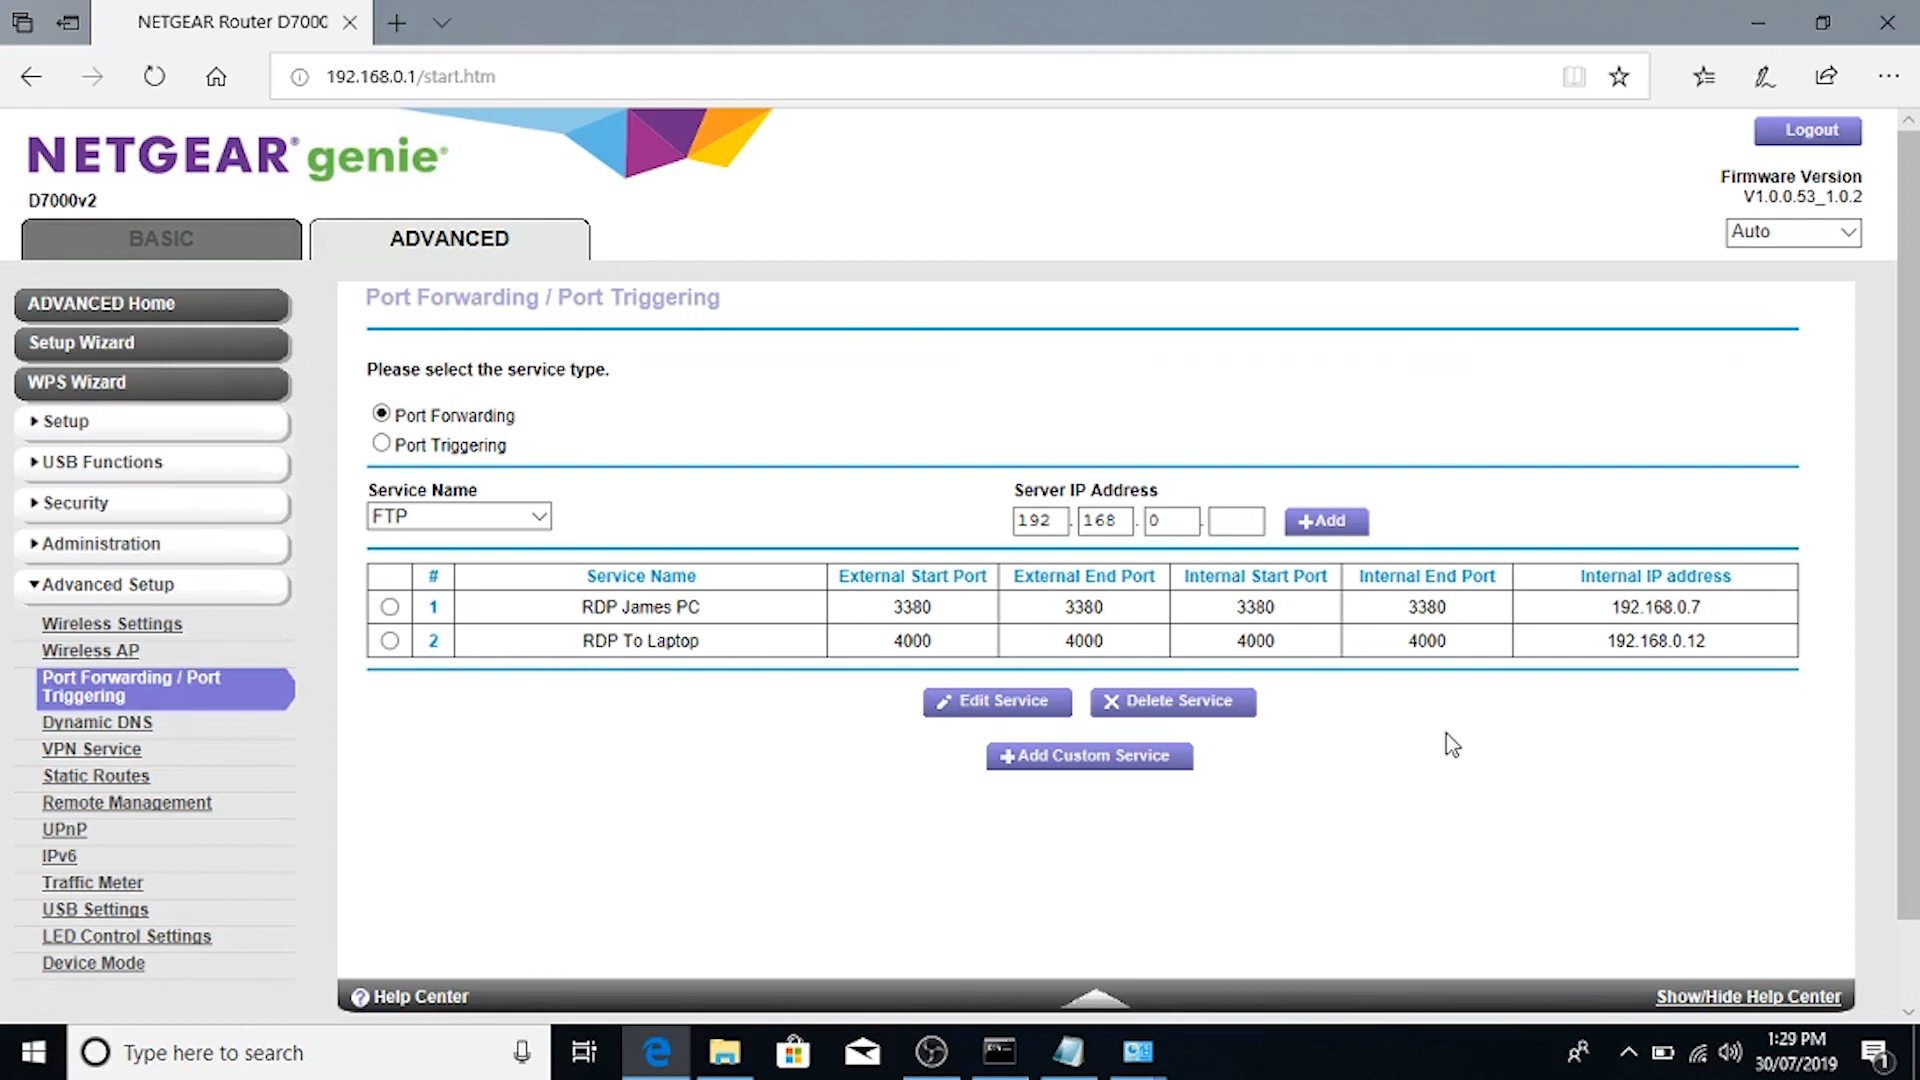 NETGEAR Router D7000
192.168.0.1/start.htm
NETGEAR® genie®
D7000v2
Logout
Firmware Version
V1.0.0.53_1.0.2
Auto
BASIC
ADVANCED
ADVANCED Home
Setup Wizard
WPS Wizard
Setup
USB Functions
Security
Administration
Advanced Setup
Wireless Settings
Wireless AP
Port Forwarding / Port
Triggering
Dynamic DNS
VPN Service
Static Routes
Remote Management
UPnP
IPv6
Traffic Meter
USB Settings
LED Control Settings
Device Mode
Port Forwarding / Port Triggering
Please select the service type.
Port Forwarding
Port Triggering
Service Name
FTP
Server IP Address
192 . 168 . 0 .
Add
# Service Name External Start Port External End Port Internal Start Port Internal End Port Internal IP address
1 RDP James PC 3380 3380 3380 3380 192.168.0.7
2 RDP To Laptop 4000 4000 4000 4000 192.168.0.12
Edit Service
Delete Service
Add Custom Service
Help Center
Show/Hide Help Center
Type here to search
1:29 PM
30/07/2019
1